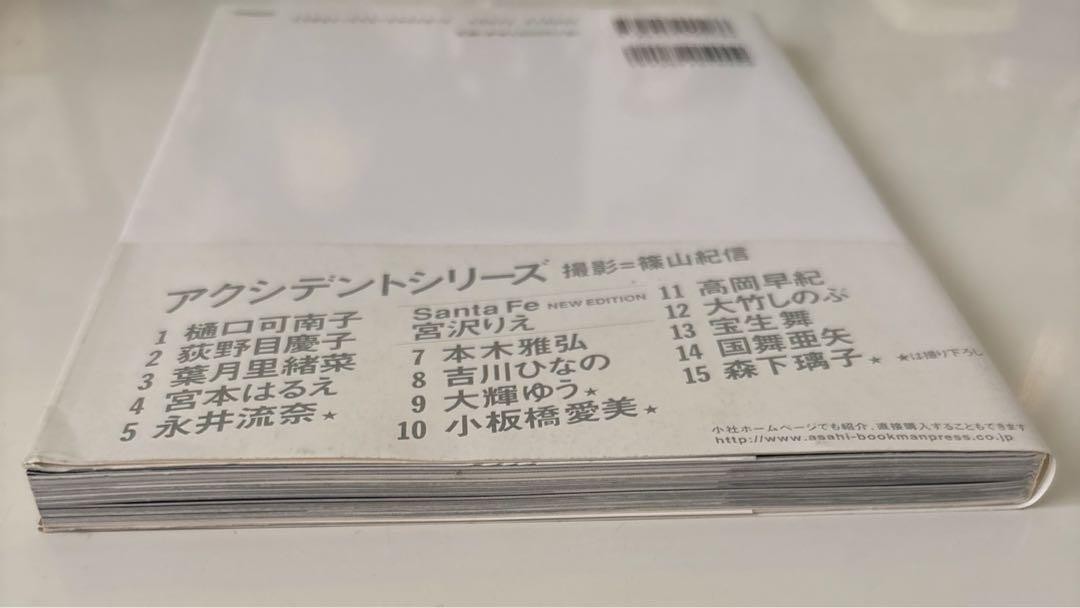 アクシデントシリーズ 撮影=篠山紀信
1 樋口可南子
2 荻野目慶子
3 葉月里緒菜
4 宮本はるえ
5 永井流奈★
Santa Fe NEW EDITION
宮沢りえ
7 本木雅弘
8 吉川ひなの
9 大輝ゆう★
10 小板橋愛美★
11 高岡早紀
12 大竹しのぶ
13 宝生舞
14 国舞亜矢
15 森下璃子★ ★は撮り下ろし
小社ホームページでも紹介、直接購入することもできます
http://www.asahi-bookmanpress.co.jp